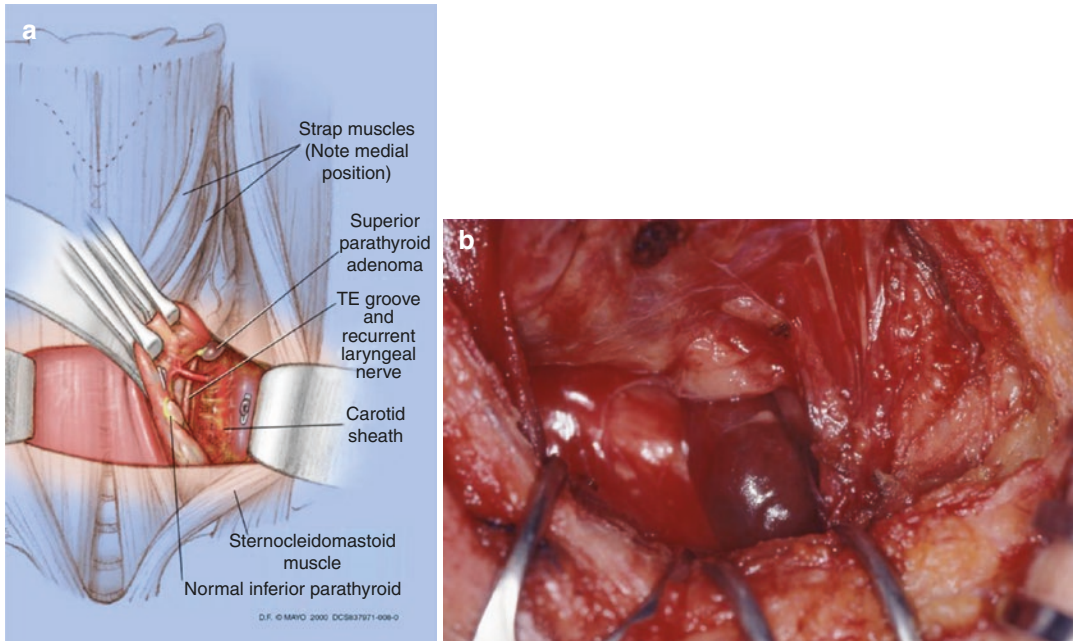 a
Strap muscles
(Note medial
position)
Superior
parathyroid
adenoma
TE groove
and
recurrent
laryngeal
nerve
Carotid
sheath
Sternocleidomastoid
muscle
Normal inferior parathyroid
D.F. © MAYO 2000 DCS837971-008-0
b